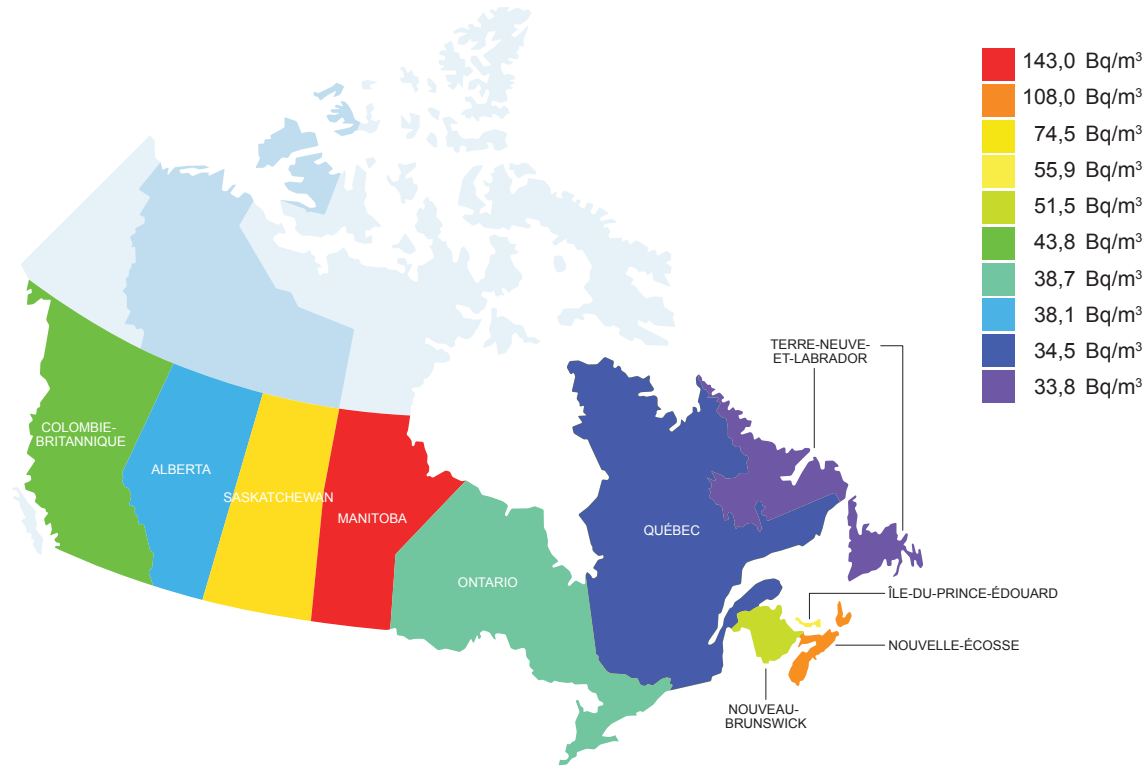 143,0 Bq/m³
108,0 Bq/m³
74,5 Bq/m³
55,9 Bq/m³
51,5 Bq/m³
43,8 Bq/m³
38,7 Bq/m³
38,1 Bq/m³
34,5 Bq/m³
33,8 Bq/m³
TERRE-NEUVE-
ET-LABRADOR
COLOMBIE-
BRITANNIQUE
ALBERTA
SASKATCHEWAN
MANITOBA
ONTARIO
QUÉBEC
ÎLE-DU-PRINCE-ÉDOUARD
NOUVELLE-ÉCOSSE
NOUVEAU-
BRUNSWICK